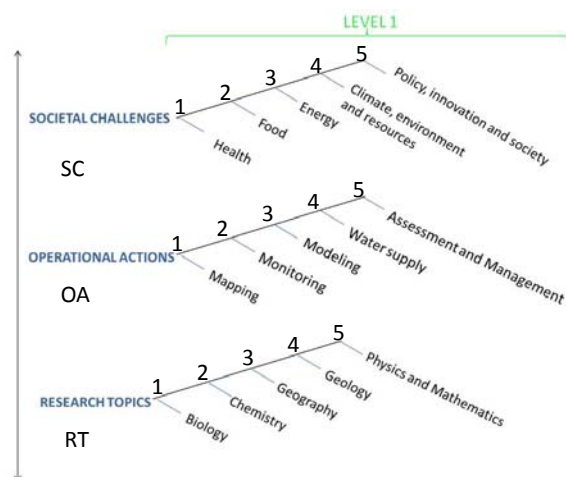 LEVEL 1
1 2 3 4 5
SOCIETAL CHALLENGES
SC
Health
Food
Energy
Climate, environment
and resources
Policy, innovation and society
1 2 3 4 5
OPERATIONAL ACTIONS
OA
Mapping
Monitoring
Modeling
Water supply
Assessment and Management
1 2 3 4 5
RESEARCH TOPICS
RT
Biology
Chemistry
Geography
Geology
Physics and Mathematics